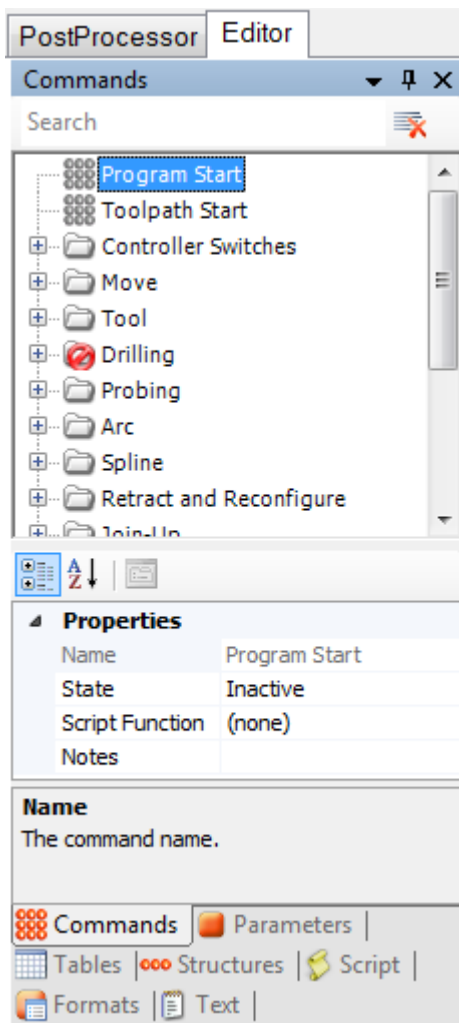 PostProcessor Editor
Commands
Search
Program Start
Toolpath Start
Controller Switches
Move
Tool
Drilling
Probing
Arc
Spline
Retract and Reconfigure
Join-Up
A
Z
Properties
Name Program Start
State Inactive
Script Function (none)
Notes
Name
The command name.
Commands Parameters
Tables Structures Script
Formats Text